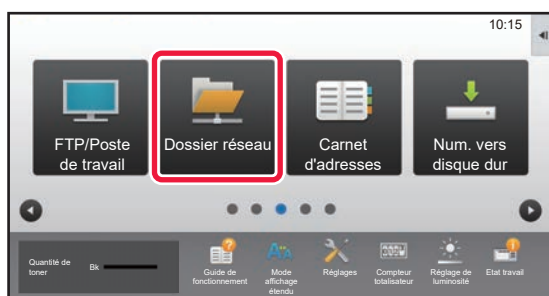 10:15
FTP/Poste
de travail
Dossier réseau
Carnet
d'adresses
Num. vers
disque dur
Quantité de
toner
Bk
Guide de
fonctionnement
Mode
affichage
étendu
Réglages
Compteur
totalisateur
Réglage de
luminosité
Etat travail